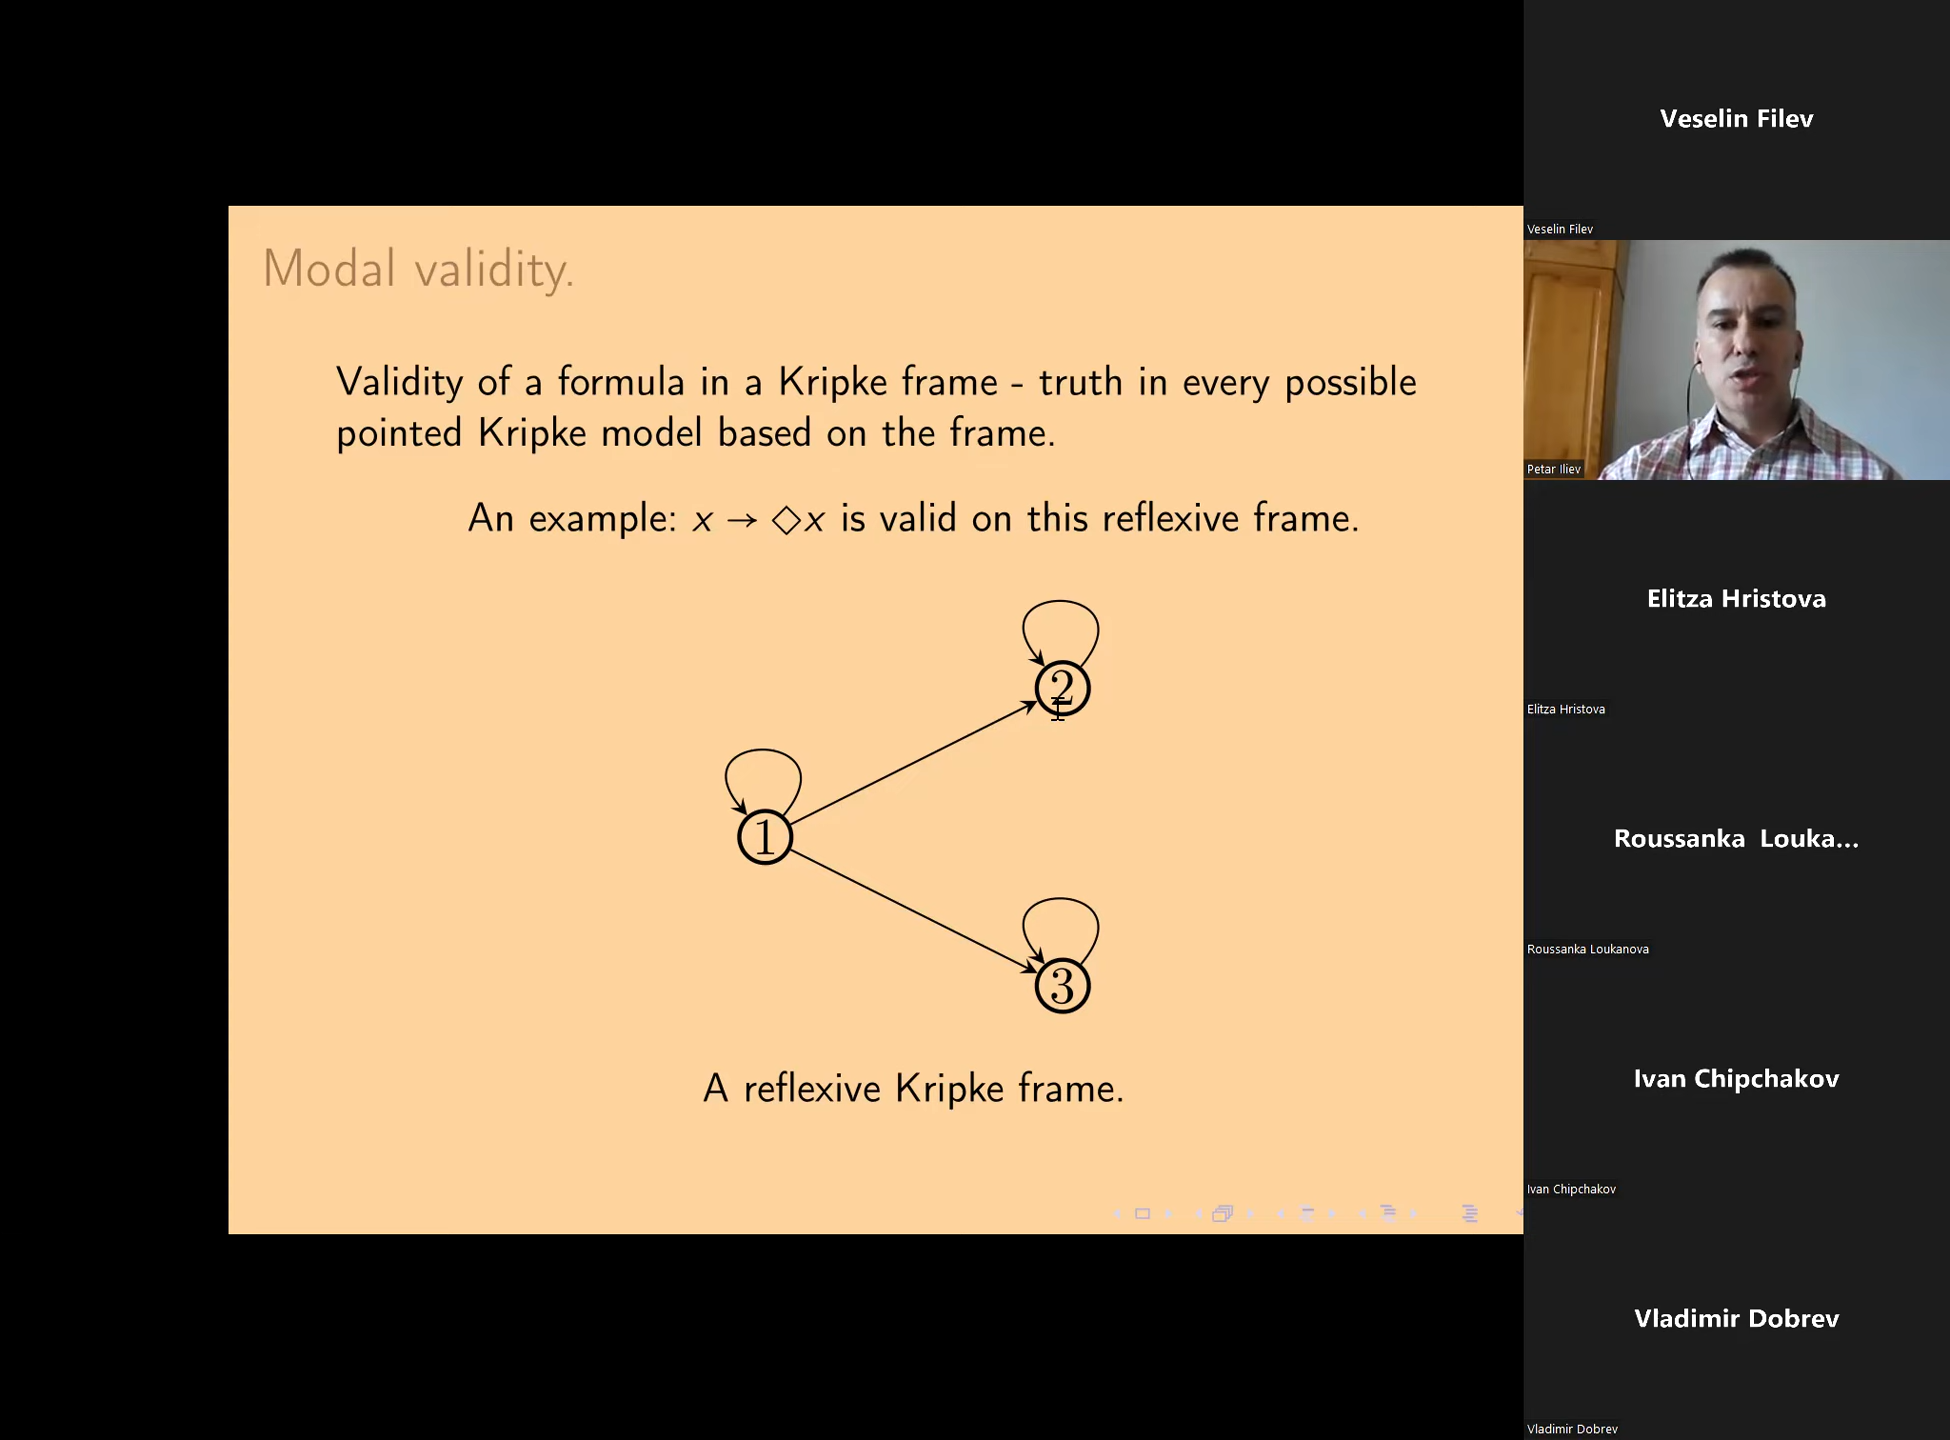 Modal validity.
Validity of a formula in a Kripke frame - truth in every possible
pointed Kripke model based on the frame.
An example: x → ◇x is valid on this reflexive frame.
2
1
3
A reflexive Kripke frame.
Veselin Filev
Veselin Filev
Petar Iliev
Elitza Hristova
Elitza Hristova
Roussanka Louka...
Roussanka Loukanova
Ivan Chipchakov
Ivan Chipchakov
Vladimir Dobrev
Vladimir Dobrev